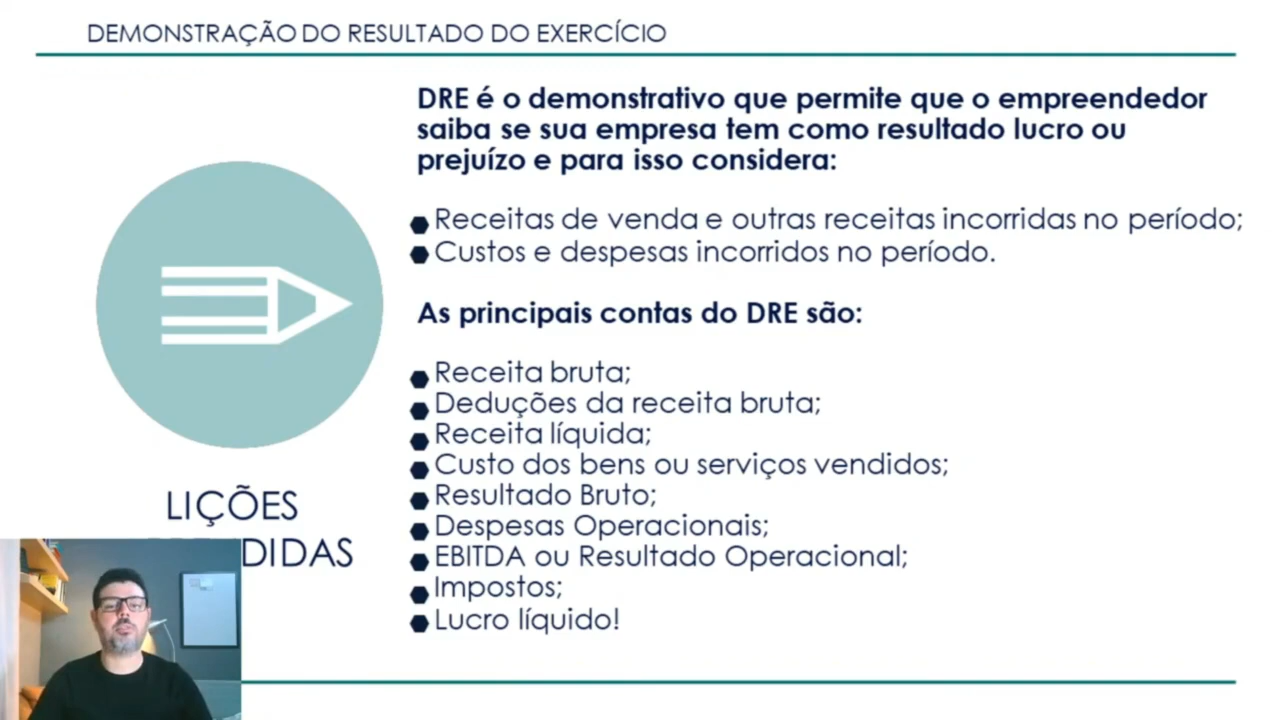 DEMONSTRAÇÃO DO RESULTADO DO EXERCÍCIO
DRE é o demonstrativo que permite que o empreendedor
saiba se sua empresa tem como resultado lucro ou
prejuízo e para isso considera:
Receitas de venda e outras receitas incorridas no período;
Custos e despesas incorridos no período.
As principais contas do DRE são:
Receita bruta;
Deduções da receita bruta;
Receita líquida;
Custo dos bens ou serviços vendidos;
Resultado Bruto;
Despesas Operacionais;
EBITDA ou Resultado Operacional;
Impostos;
Lucro líquido!
LIÇÕES